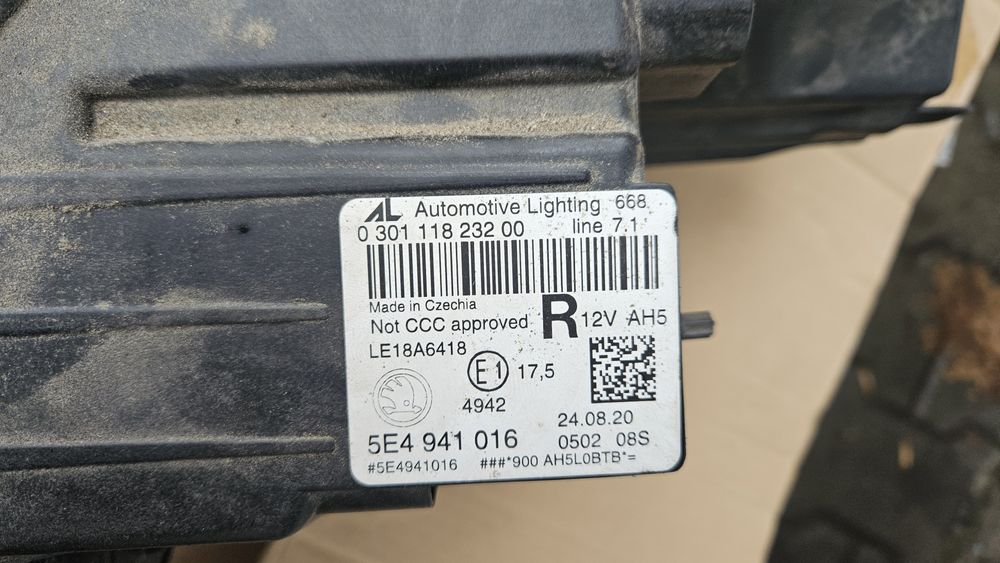 AL Automotive Lighting 668
0 301 118 232 00 line 7.1
Made in Czechia
Not CCC approved R 12V AH5
LE18A6418
E1 17,5
4942
24.08.20
5E4 941 016 0502 08S
#5E4941016 ###*900 AH5L0BTB*=